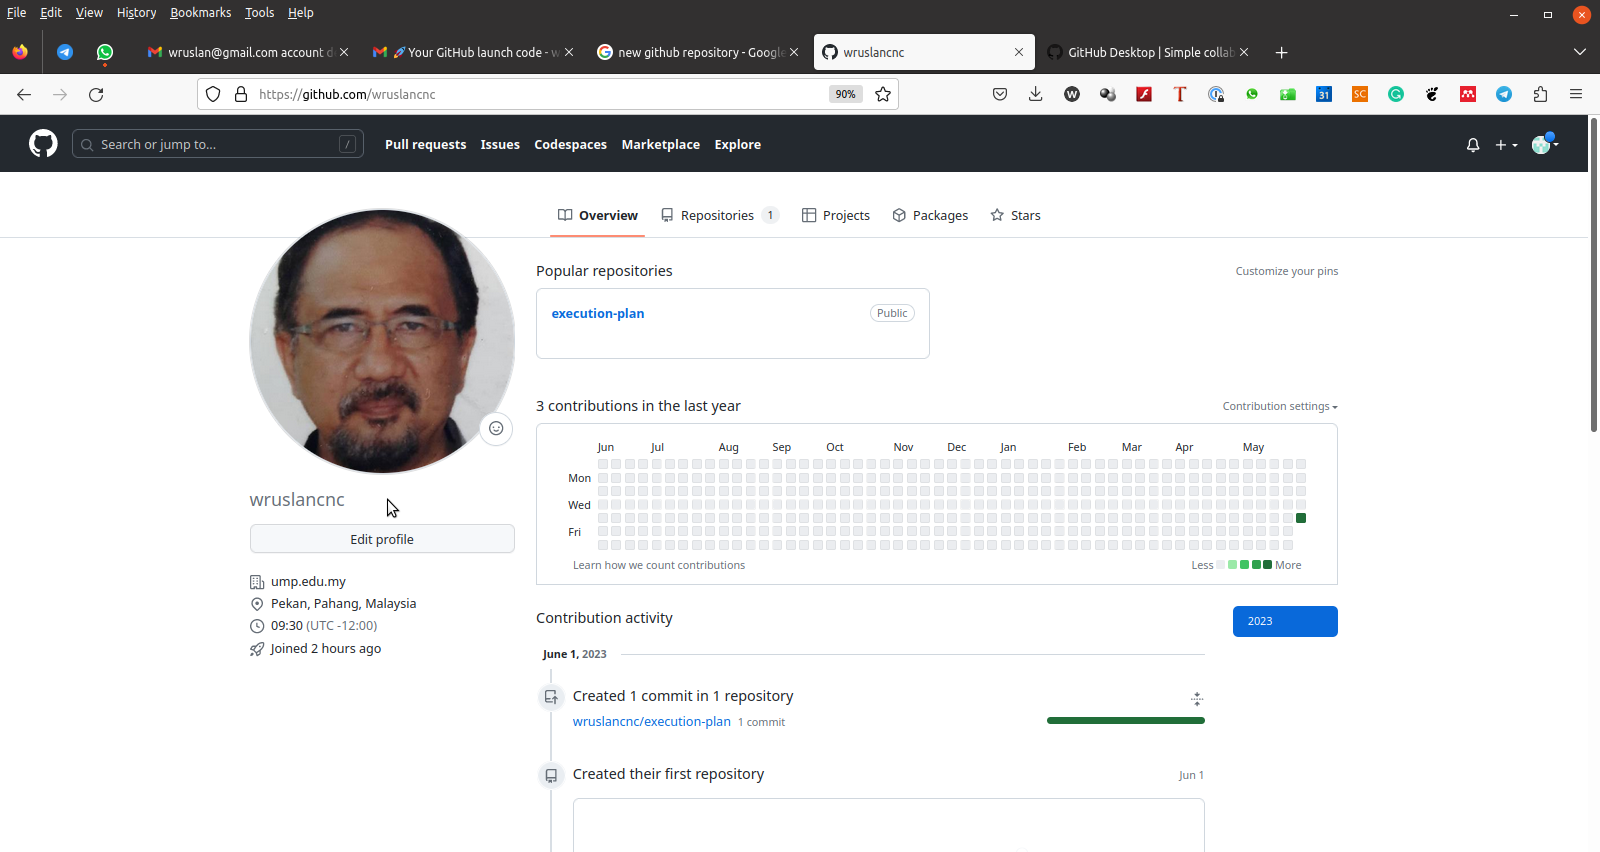 File Edit View History Bookmarks Tools Help
wruslan@gmail.com account d
Your GitHub launch code - w
new github repository - Google
wruslancnc
GitHub Desktop | Simple collab
https://github.com/wruslancnc
90%
Search or jump to...
/
Pull requests Issues Codespaces Marketplace Explore
Overview Repositories 1 Projects Packages Stars
Popular repositories
Customize your pins
execution-plan
Public
3 contributions in the last year
Contribution settings
Jun Jul Aug Sep Oct Nov Dec Jan Feb Mar Apr May
Mon
Wed
Fri
Learn how we count contributions
Less More
wruslancnc
Edit profile
ump.edu.my
Pekan, Pahang, Malaysia
09:30 (UTC -12:00)
Joined 2 hours ago
Contribution activity
2023
June 1, 2023
Created 1 commit in 1 repository
wruslancnc/execution-plan 1 commit
Created their first repository
Jun 1